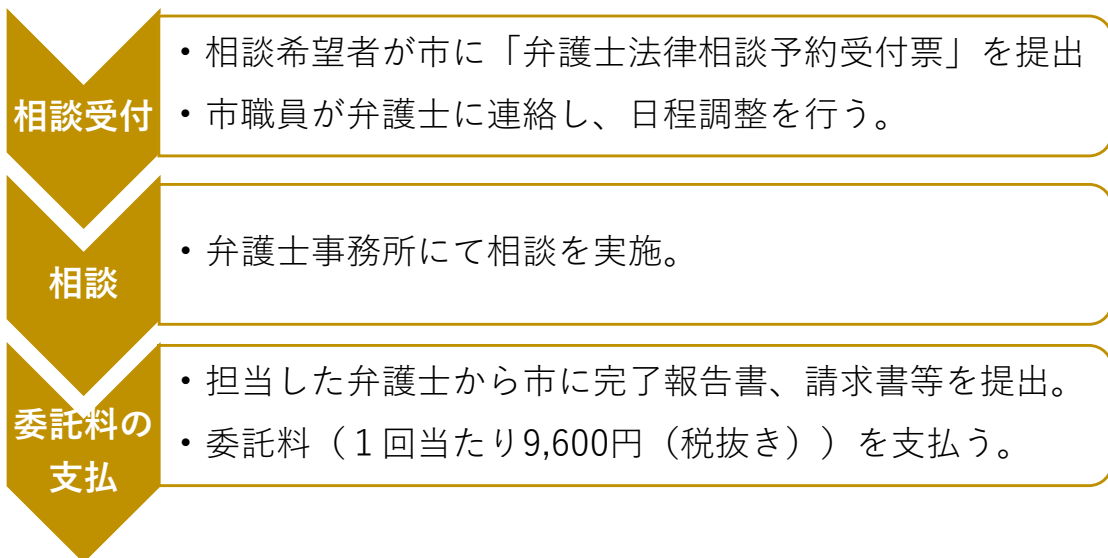 相談受付
・相談希望者が市に「弁護士法律相談予約受付票」を提出
・市職員が弁護士に連絡し、日程調整を行う。
相談
・弁護士事務所にて相談を実施。
委託料の
支払
・担当した弁護士から市に完了報告書、請求書等を提出。
・委託料（１回当たり9,600円（税抜き））を支払う。